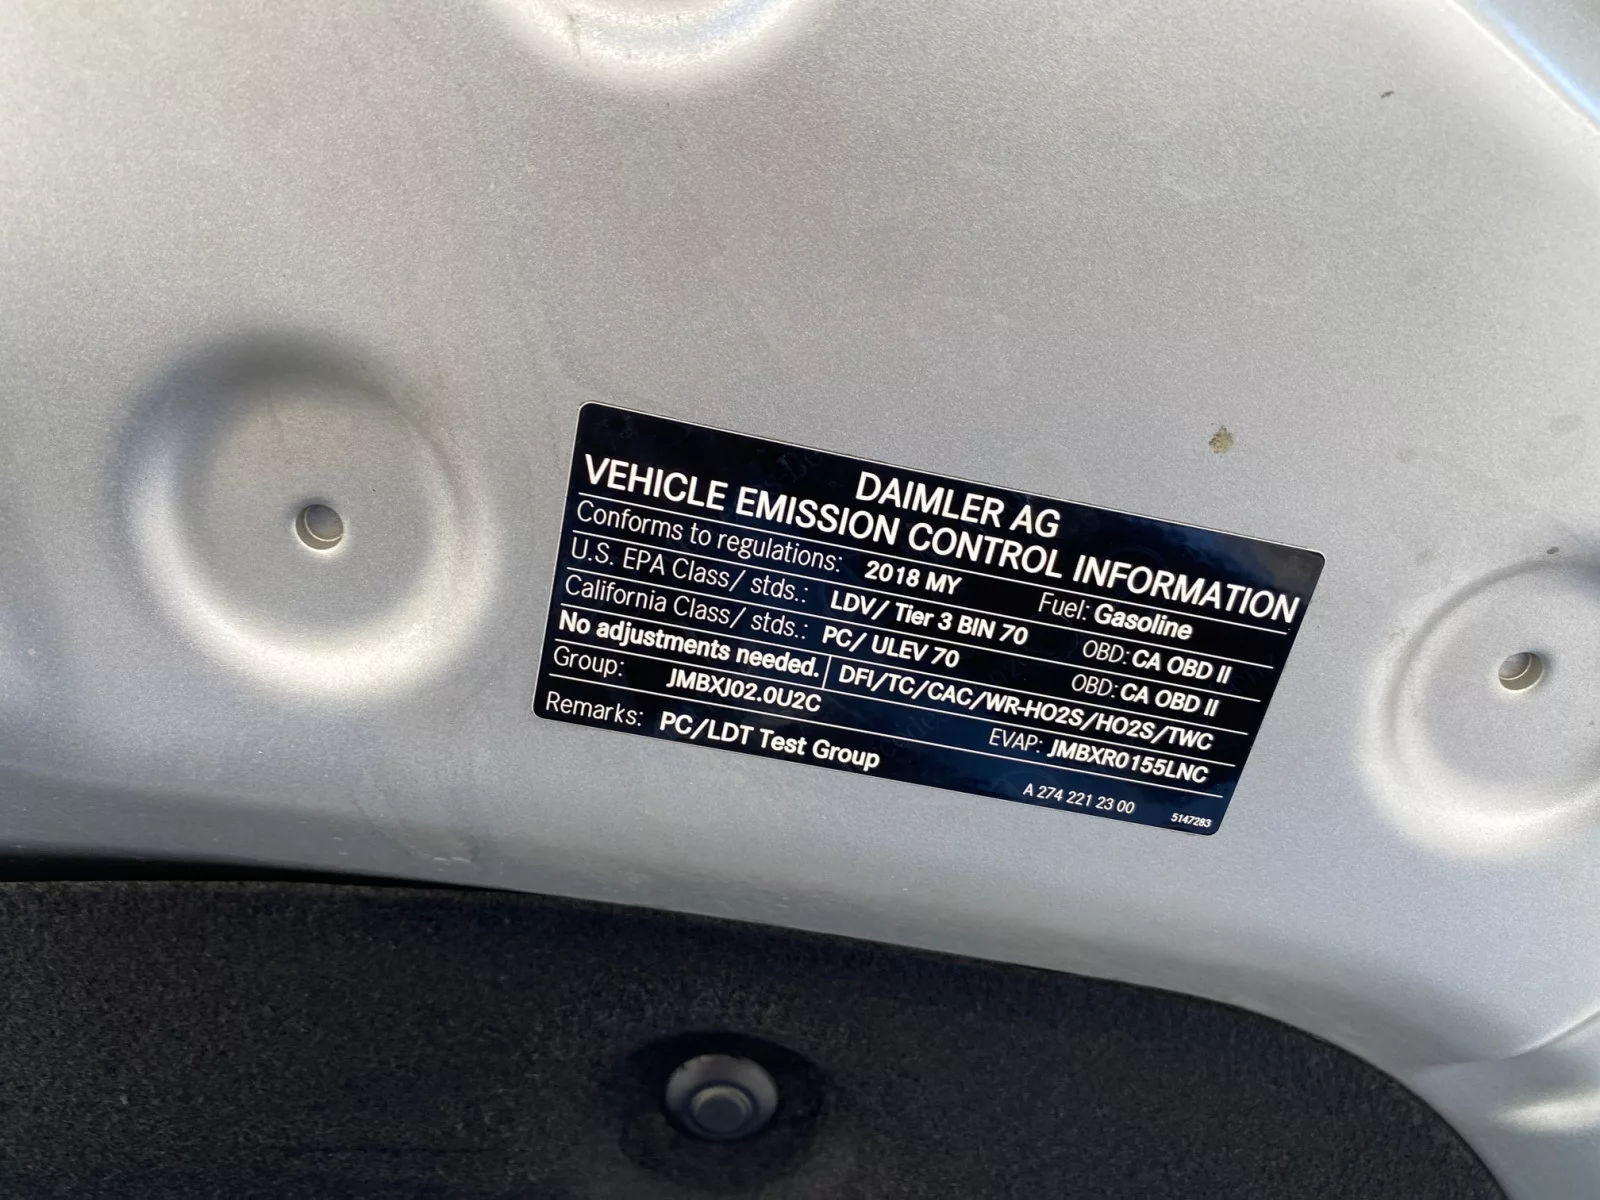 DAIMLER AG
VEHICLE EMISSION CONTROL INFORMATION
Conforms to regulations: 2018 MY Fuel: Gasoline
U.S. EPA Class/ stds.: LDV/ Tier 3 BIN 70 OBD: CA OBD II
California Class/ stds.: PC/ ULEV 70 OBD: CA OBD II
No adjustments needed. DFI/TC/CAC/WR-HO2S/HO2S/TWC
Group: JMBXJ02.0U2C EVAP: JMBXR0155LNC
Remarks: PC/LDT Test Group
A 274 221 23 00
5147283